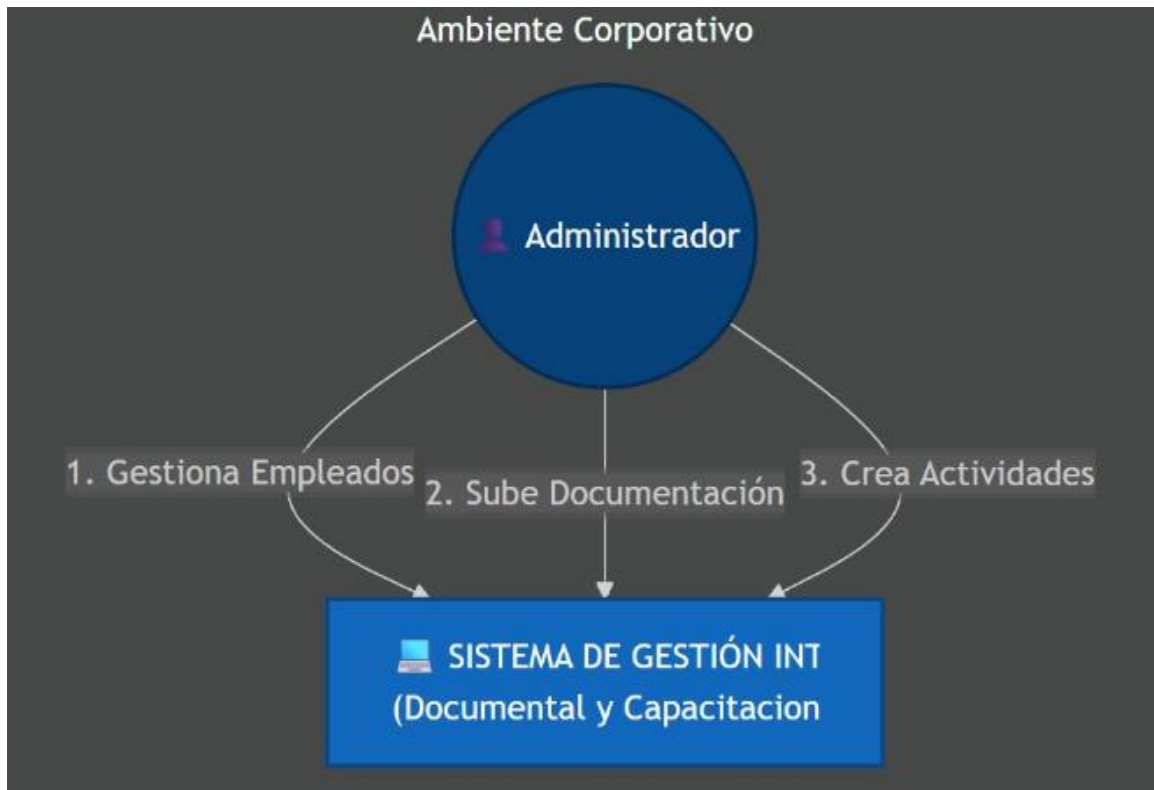 Ambiente Corporativo
Administrador
1. Gestiona Empleados
2. Sube Documentación
3. Crea Actividades
SISTEMA DE GESTIÓN INT
(Documental y Capacitacion